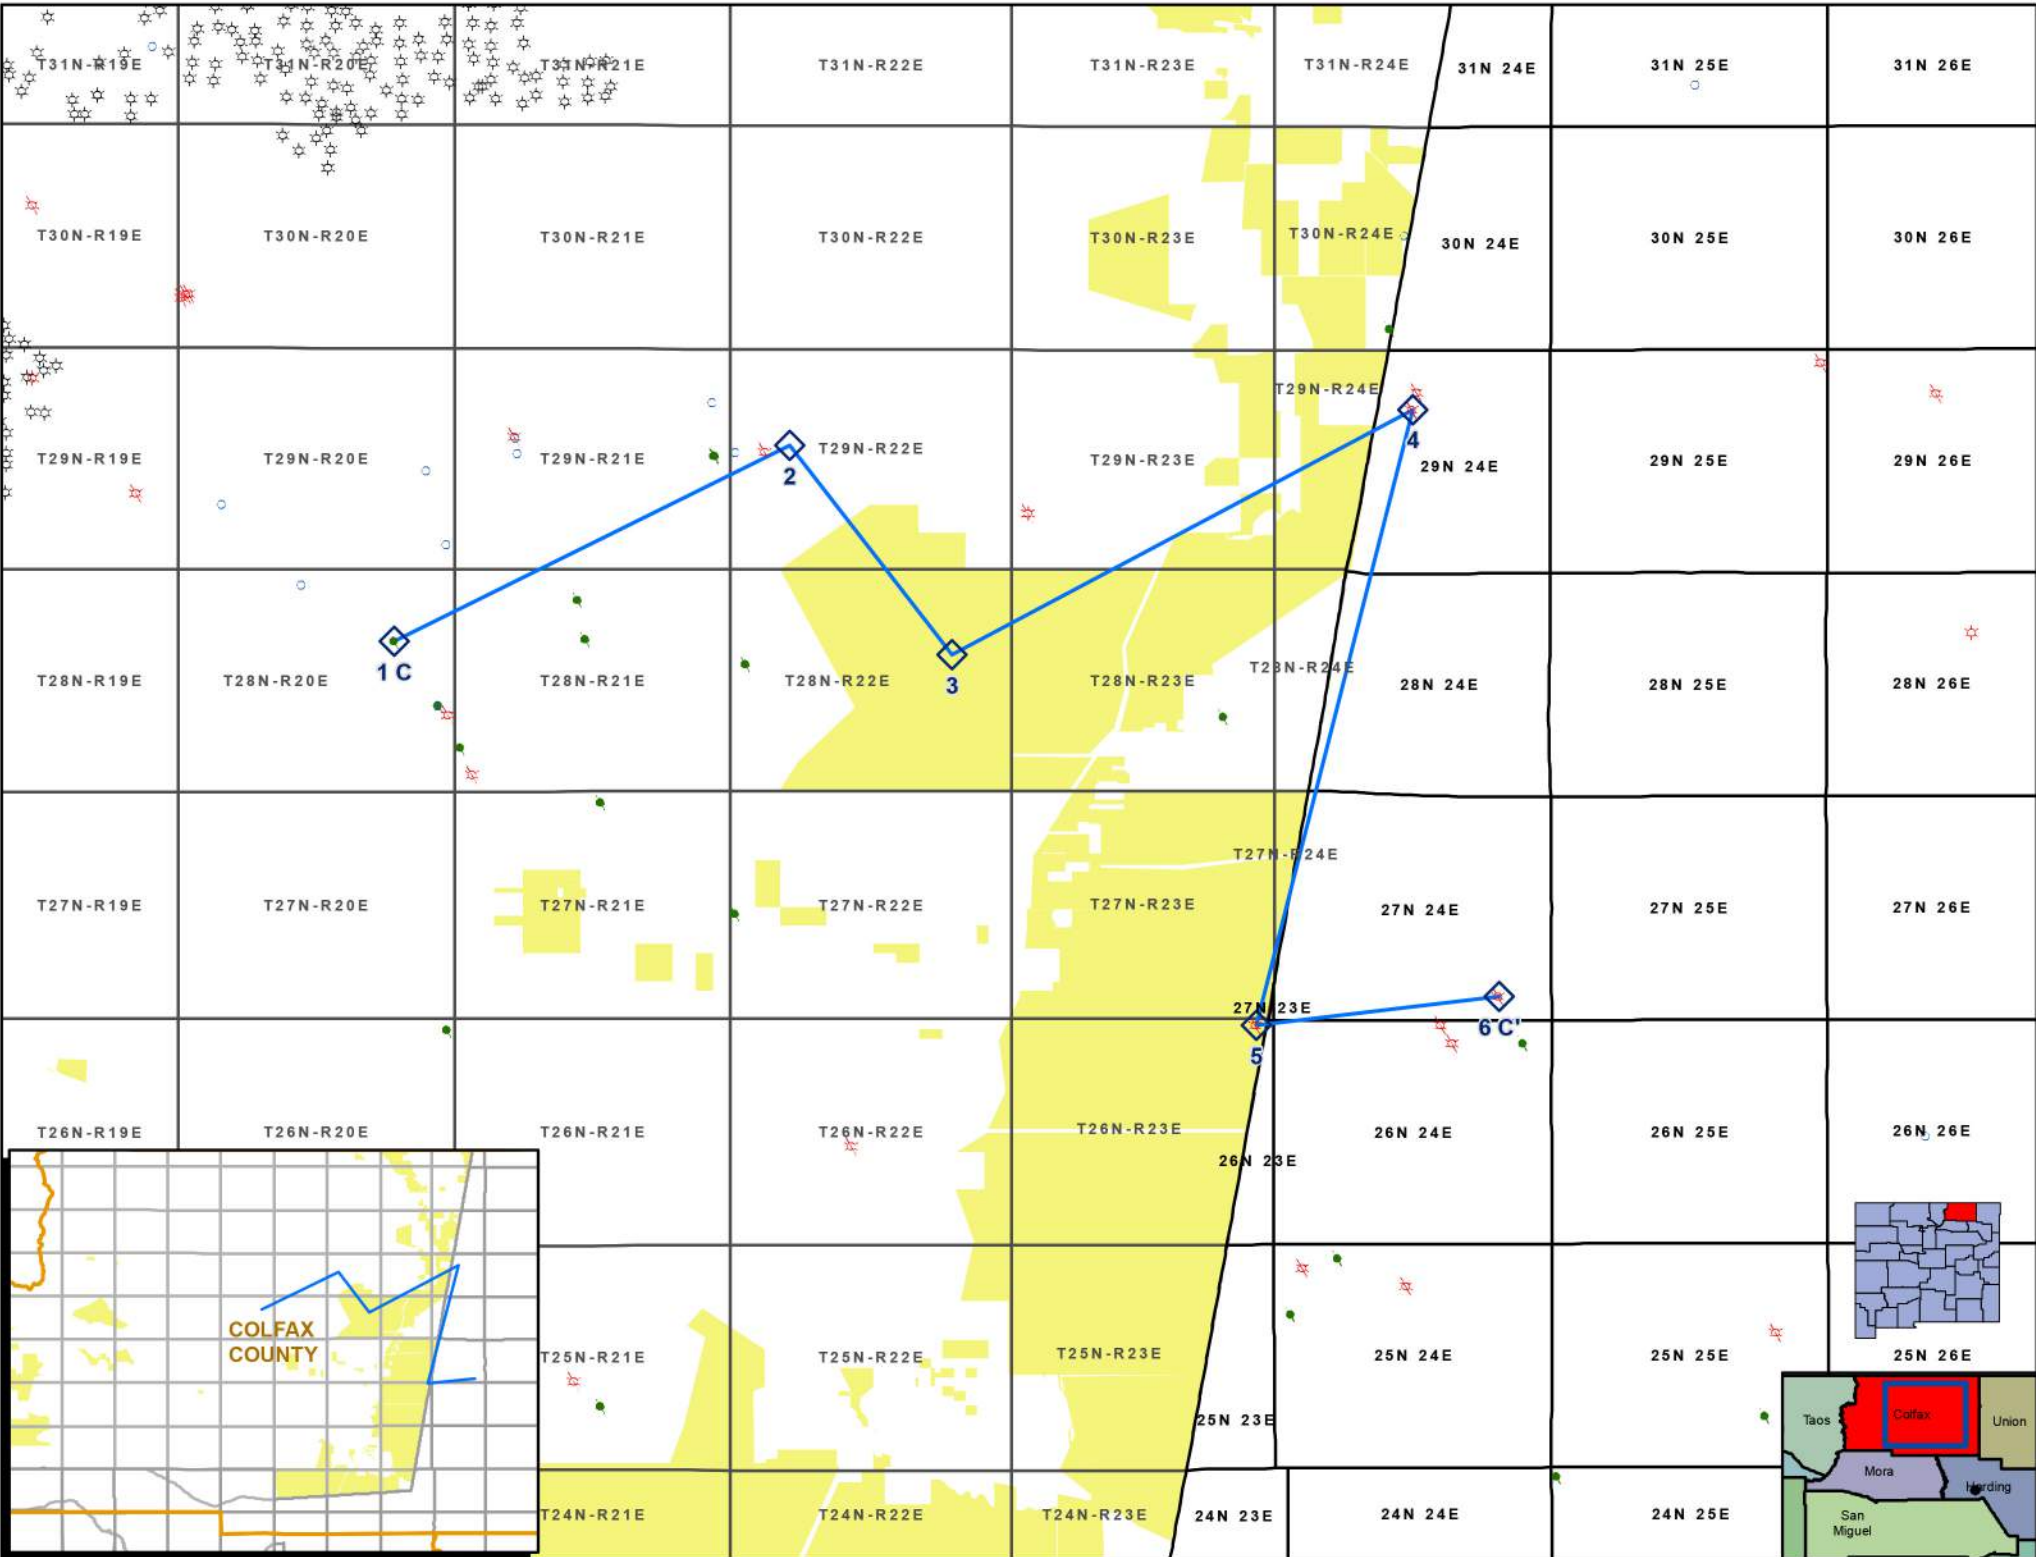 T31N-R19E
T31N-R20E
T31N-R21E
T31N-R22E
T31N-R23E
T31N-R24E
31N 24E
31N 25E
31N 26E
T30N-R19E
T30N-R20E
T30N-R21E
T30N-R22E
T30N-R23E
T30N-R24E
30N 24E
30N 25E
30N 26E
T29N-R24E
4
T29N-R19E
T29N-R20E
T29N-R21E
2
T29N-R22E
T29N-R23E
29N 24E
29N 25E
29N 26E
1 C
3
T28N-R19E
T28N-R20E
T28N-R21E
T28N-R22E
T28N-R23E
T28N-R24E
28N 24E
28N 25E
28N 26E
T27N-R24E
T27N-R19E
T27N-R20E
T27N-R21E
T27N-R22E
T27N-R23E
27N 24E
27N 25E
27N 26E
27N 23E
5
6 C'
T26N-R19E
T26N-R20E
T26N-R21E
T26N-R22E
T26N-R23E
26N 23E
26N 24E
26N 25E
26N 26E
COLFAX
COUNTY
T25N-R21E
T25N-R22E
T25N-R23E
25N 23E
25N 24E
25N 25E
25N 26E
T24N-R21E
T24N-R22E
T24N-R23E
24N 23E
24N 24E
24N 25E
Taos
Colfax
Union
Mora
Harding
San
Miguel